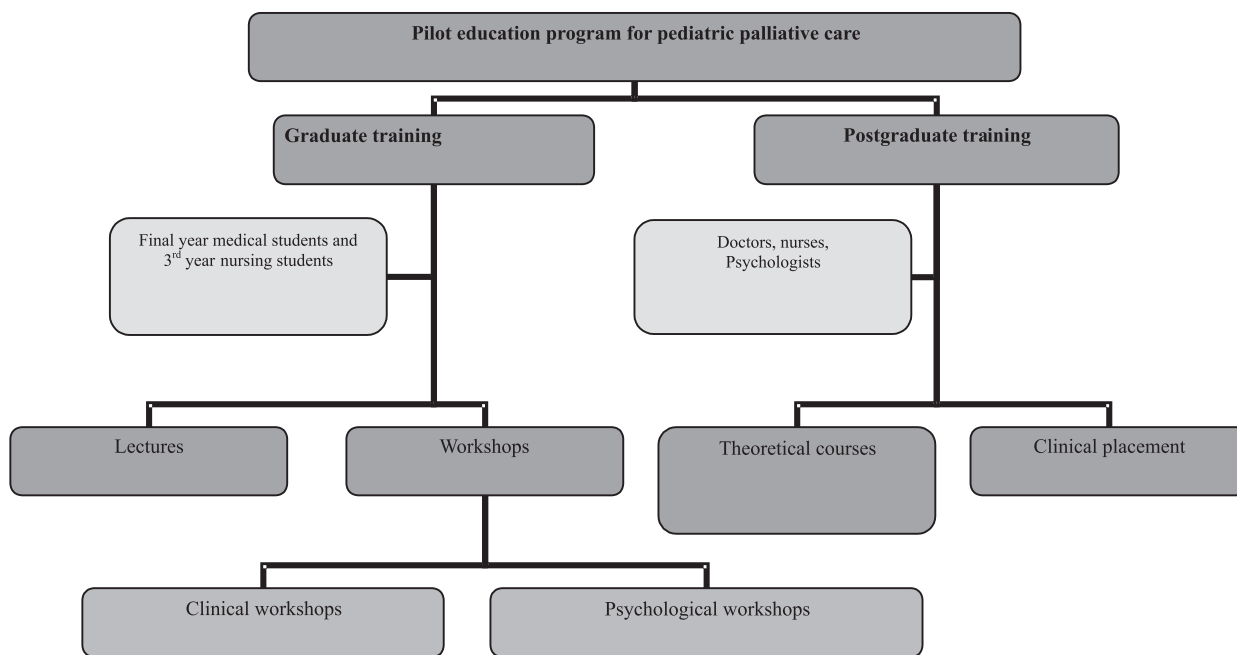 Pilot education program for pediatric palliative care
Graduate training
Postgraduate training
Final year medical students and
3rd year nursing students
Doctors, nurses,
Psychologists
Lectures
Workshops
Theoretical courses
Clinical placement
Clinical workshops
Psychological workshops